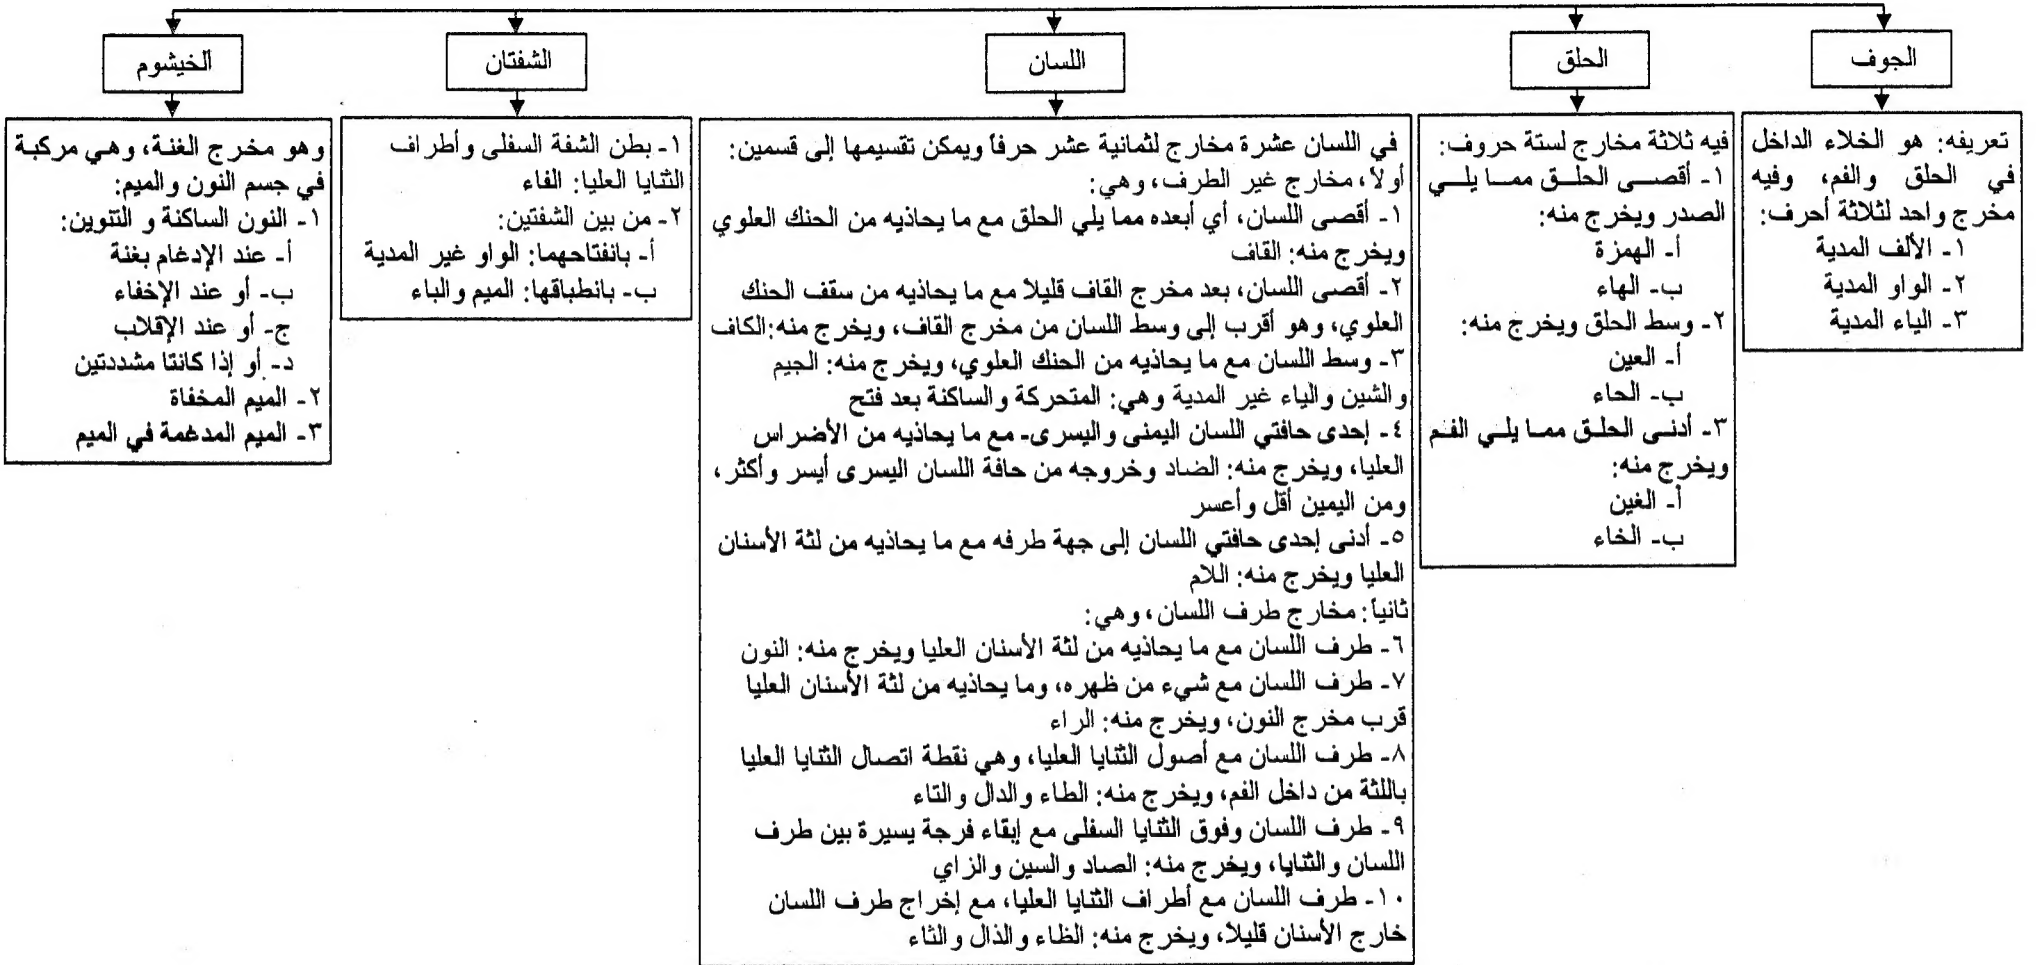 الجوف
تعريفه: هو الخلاء الداخل
في الحلق والفم، وفيه
مخرج واحد لثلاثة أحرف:
١- الألف المدية
٢- الواو المدية
٣- الياء المدية
الحلق
فيه ثلاثة مخارج لستة حروف:
١- أقصى الحلق مما يلي
الصدر ويخرج منه:
أ- الهمزة
ب- الهاء
٢- وسط الحلق ويخرج منه:
أ- العين
ب- الحاء
٣- أدنى الحلق مما يلي الفم
ويخرج منه:
أ- الغين
ب- الخاء
اللسان
في اللسان عشرة مخارج لثمانية عشر حرفاً ويمكن تقسيمها إلى قسمين:
أولاً، مخارج غير الطرف، وهي:
١- أقصى اللسان، أي أبعده مما يلي الحلق مع ما يحاذيه من الحنك العلوي
ويخرج منه: القاف
٢- أقصى اللسان، بعد مخرج القاف قليلا مع ما يحاذيه من سقف الحنك
العلوي، وهو أقرب إلى وسط اللسان من مخرج القاف، ويخرج منه:الكاف
٣- وسط اللسان مع ما يحاذيه من الحنك العلوي، ويخرج منه: الجيم
والشين والياء غير المدية وهي: المتحركة والساكنة بعد فتح
٤- إحدى حافتي اللسان اليمنى واليسرى- مع ما يحاذيه من الأضراس
العليا، ويخرج منه: الضاد وخروجه من حافة اللسان اليسرى أيسر وأكثر،
ومن اليمين أقل وأعسر
٥- أدنى إحدى حافتي اللسان إلى جهة طرفه مع ما يحاذيه من لثة الأسنان
العليا ويخرج منه: اللام
ثانياً: مخارج طرف اللسان، وهي:
٦- طرف اللسان مع ما يحاذيه من لثة الأسنان العليا ويخرج منه: النون
٧- طرف اللسان مع شيء من ظهره، وما يحاذيه من لثة الأسنان العليا
قرب مخرج النون، ويخرج منه: الراء
٨- طرف اللسان مع أصول الثنايا العليا، وهي نقطة اتصال الثنايا العليا
باللثة من داخل الفم، ويخرج منه: الطاء والدال والتاء
٩- طرف اللسان وفوق الثنايا السفلى مع إبقاء فرجة يسيرة بين طرف
اللسان والثنايا، ويخرج منه: الصاد والسين والزاي
١٠- طرف اللسان مع أطراف الثنايا العليا، مع إخراج طرف اللسان
خارج الأسنان قليلاً، ويخرج منه: الظاء والذال والثاء
الشفتان
١- بطن الشفة السفلى وأطراف
الثنايا العليا: الفاء
٢- من بين الشفتين:
أ- بانفتاحهما: الواو غير المدية
ب- بانطباقها: الميم والباء
الخيشوم
وهو مخرج الغنة، وهي مركبة
في جسم النون والميم:
١- النون الساكنة و التنوين:
أ- عند الإدغام بغنة
ب- أو عند الإخفاء
ج- أو عند الإقلاب
د- أو إذا كانتا مشددتين
٢- الميم المخفاة
٣- الميم المدغمة في الميم